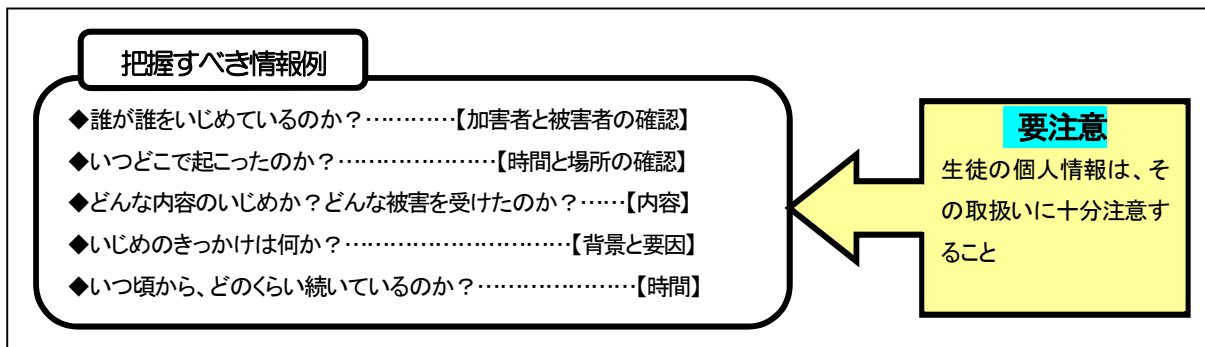 把握すべき情報例
◆誰が誰をいじめているのか？…………【加害者と被害者の確認】
◆いつどこで起こったのか？…………………【時間と場所の確認】
◆どんな内容のいじめか？どんな被害を受けたのか？……【内容】
◆いじめのきっかけは何か？…………………………【背景と要因】
◆いつ頃から、どのくらい続いているのか？…………………【時間】
要注意
生徒の個人情報は、そ
の取扱いに十分注意す
ること